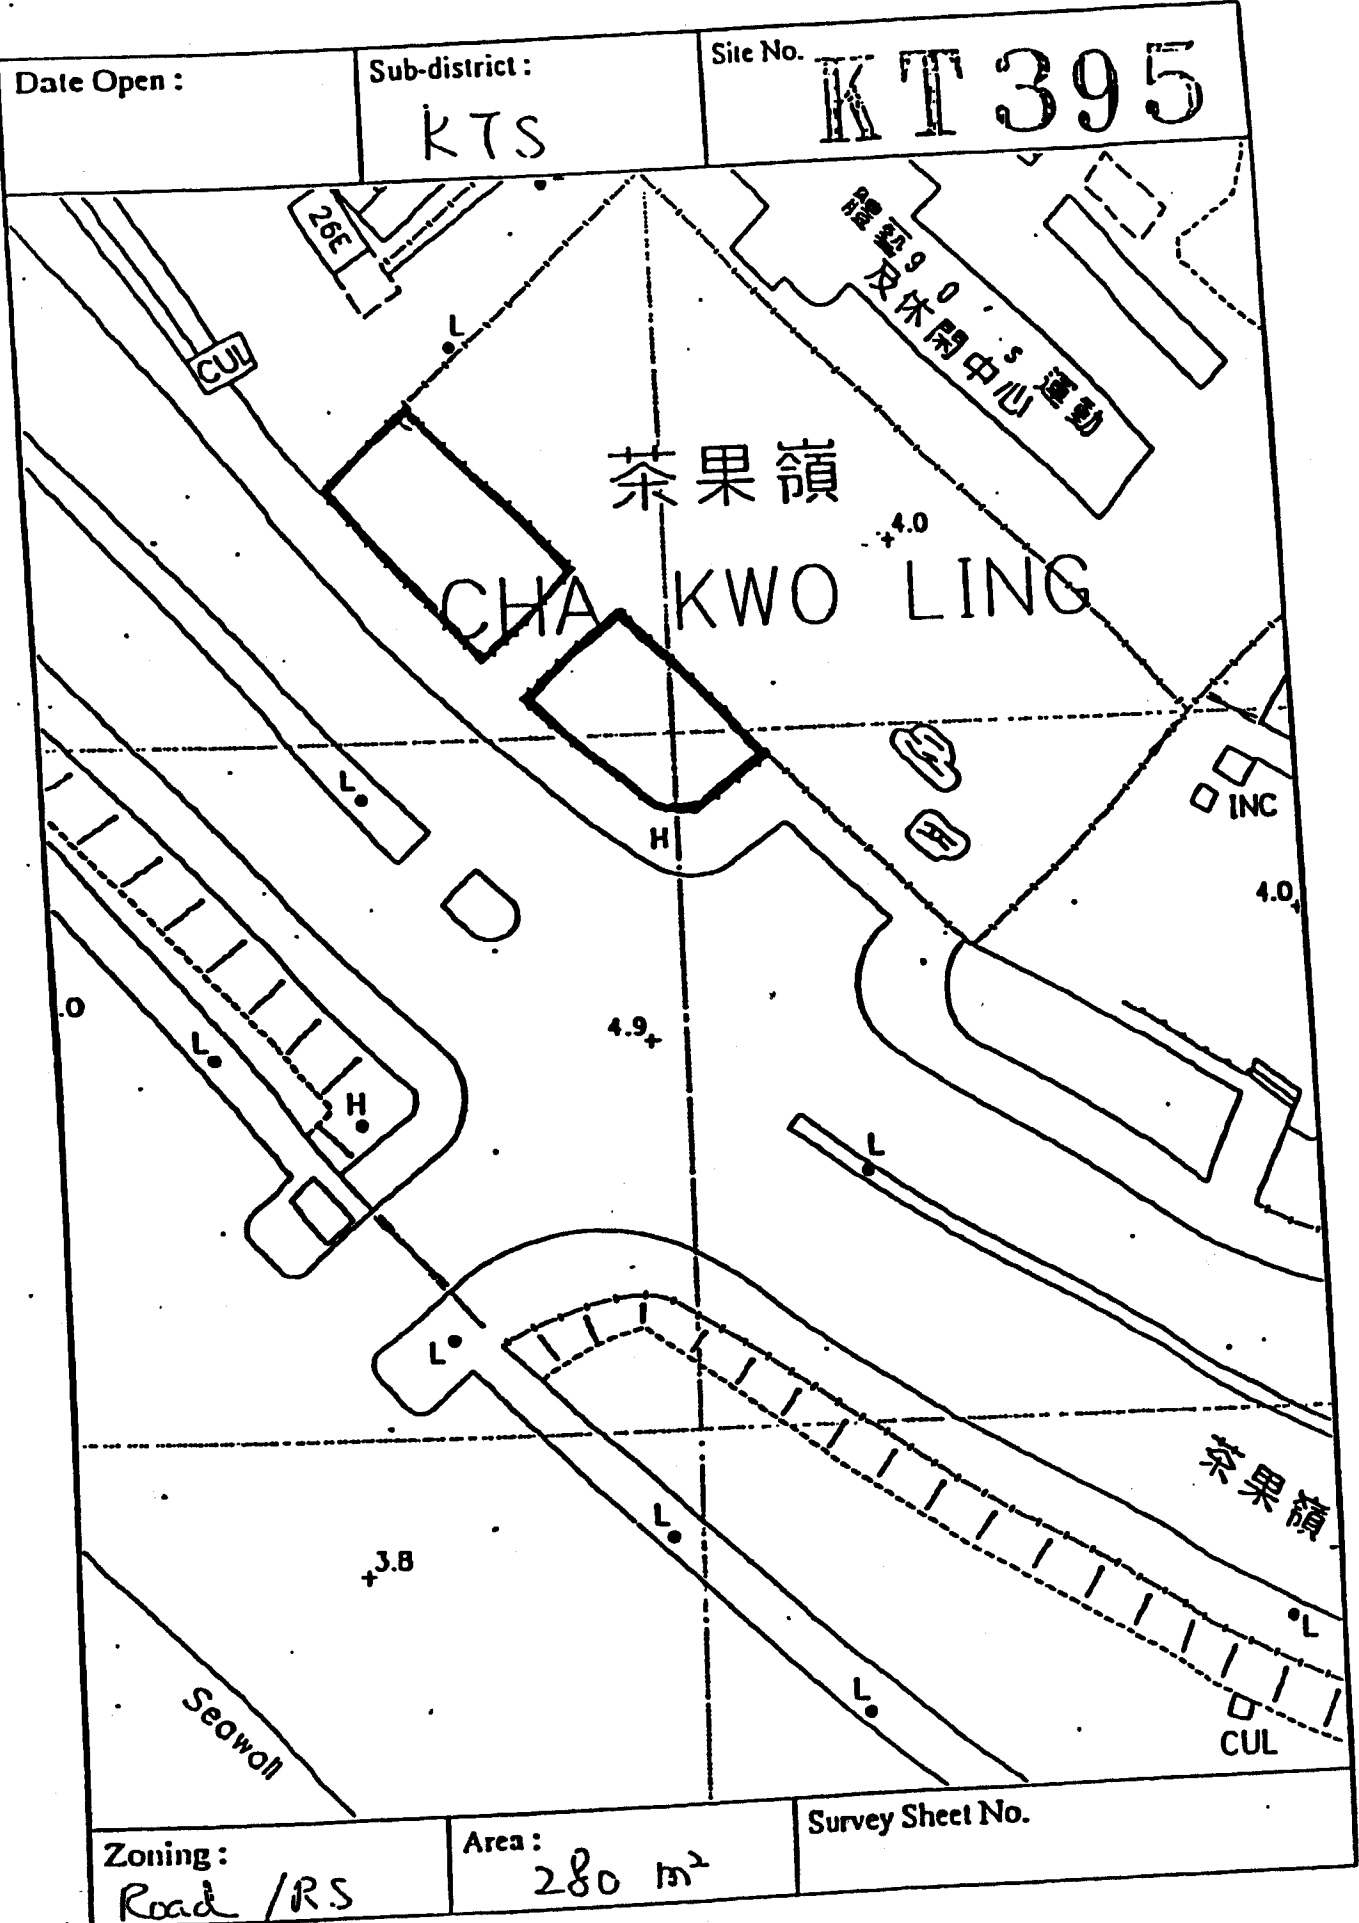 Date Open :
Sub-district :
KTS
Site No.
KT395
26E
CUL
L
體藝90's運動
及休閒中心
茶果嶺
4.0
CHA KWO LING
L
H
INC
4.0
.0
L
4.9
H
L
L
茶果嶺
L
3.8
L
L
CUL
Seawall
Zoning :
Road /RS
Area :
280 m²
Survey Sheet No.